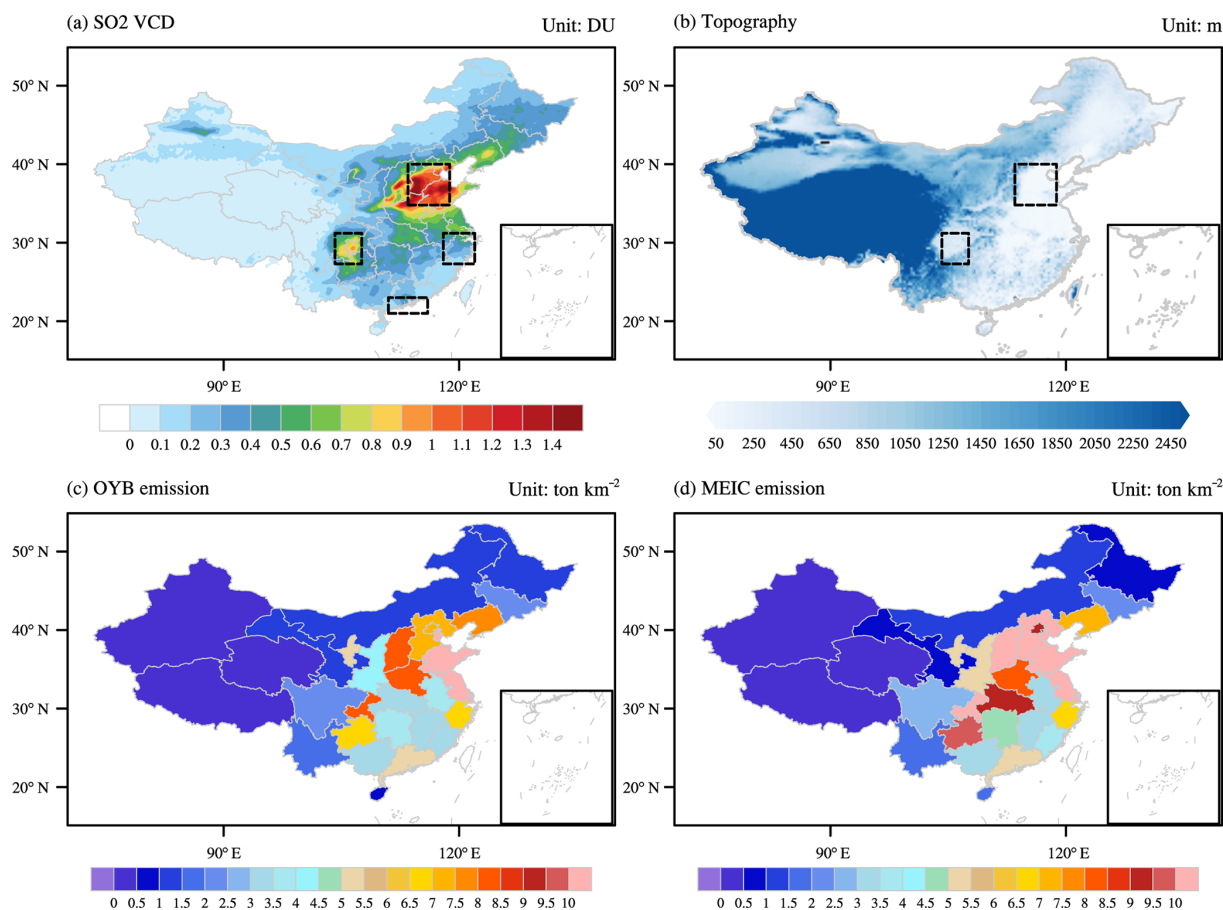 (a) SO2 VCD Unit: DU
50° N
40° N
30° N
20° N
90° E 120° E
0 0.1 0.2 0.3 0.4 0.5 0.6 0.7 0.8 0.9 1 1.1 1.2 1.3 1.4
(b) Topography Unit: m
50° N
40° N
30° N
20° N
90° E 120° E
50 250 450 650 850 1050 1250 1450 1650 1850 2050 2250 2450
(c) OYB emission Unit: ton km⁻²
50° N
40° N
30° N
20° N
90° E 120° E
0 0.5 1 1.5 2 2.5 3 3.5 4 4.5 5 5.5 6 6.5 7 7.5 8 8.5 9 9.5 10
(d) MEIC emission Unit: ton km⁻²
50° N
40° N
30° N
20° N
90° E 120° E
0 0.5 1 1.5 2 2.5 3 3.5 4 4.5 5 5.5 6 6.5 7 7.5 8 8.5 9 9.5 10